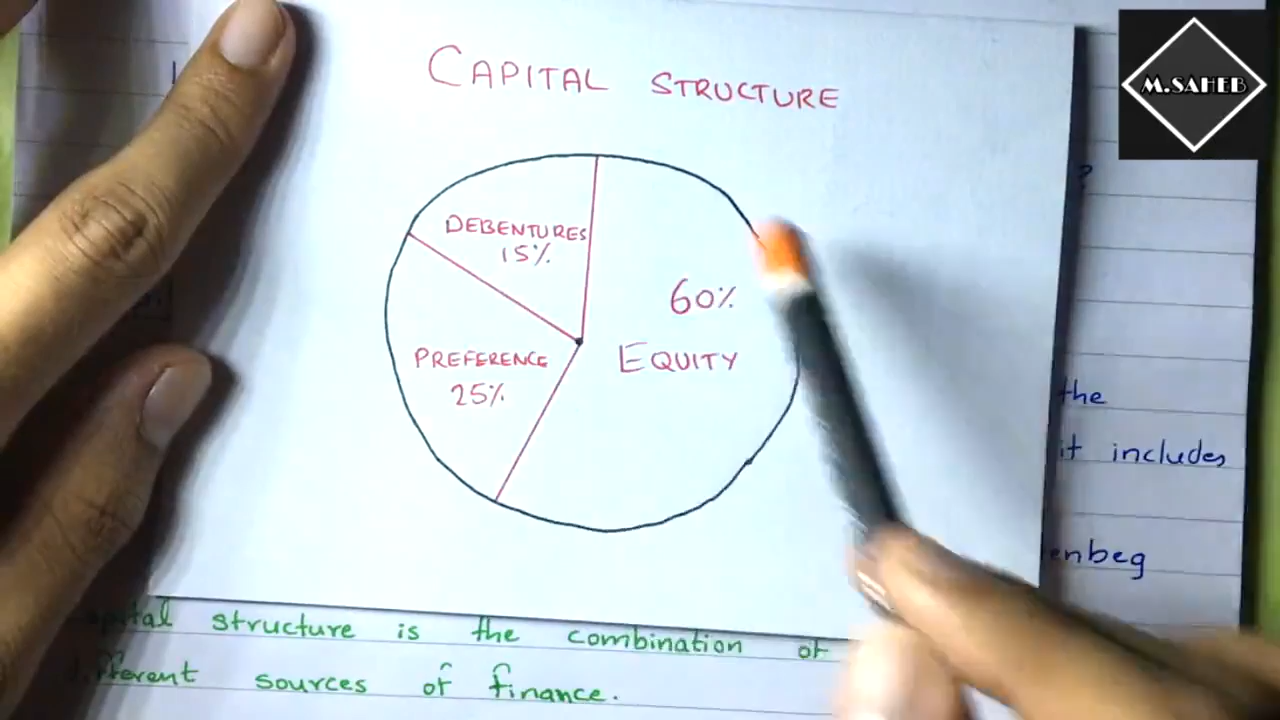 CAPITAL STRUCTURE
M.SAHEB
?
DEBENTURES
15%
60%
EQUITY
PREFERENCE
25%
the
it includes
enbeg
structure is the combination of
sources of finance.